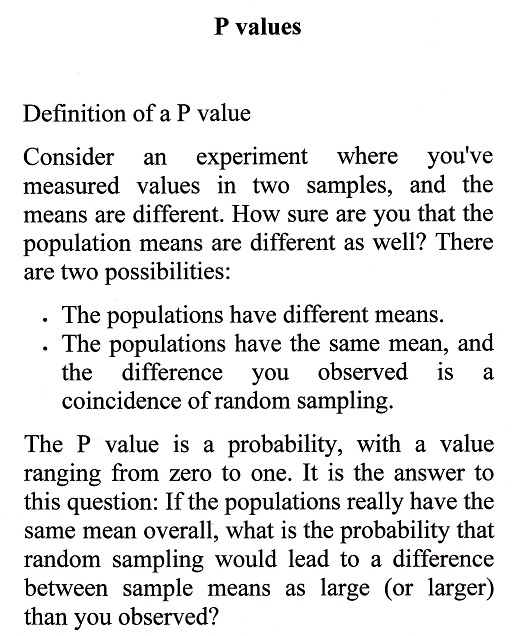 P values
Definition of a P value
Consider an experiment where you've
measured values in two samples, and the
means are different. How sure are you that the
population means are different as well? There
are two possibilities:
• The populations have different means.
• The populations have the same mean, and
the difference you observed is a
coincidence of random sampling.
The P value is a probability, with a value
ranging from zero to one. It is the answer to
this question: If the populations really have the
same mean overall, what is the probability that
random sampling would lead to a difference
between sample means as large (or larger)
than you observed?